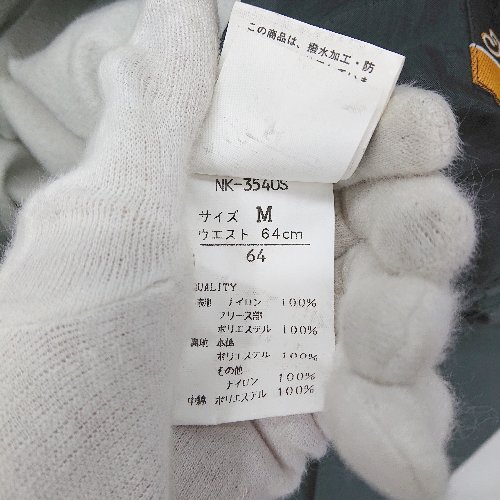 この商品は、撥水加工・防
NK-354US
サイズ M
ウエスト 64cm
64
QUALITY
表地 ナイロン 100%
フリース部
ポリエステル 100%
裏地 本体
ポリエステル 100%
その他
ナイロン 100%
中綿 ポリエステル 100%